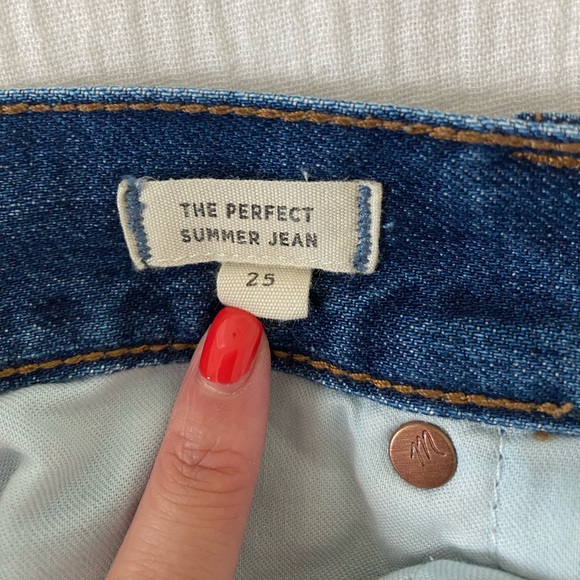 THE PERFECT
SUMMER JEAN
25
M